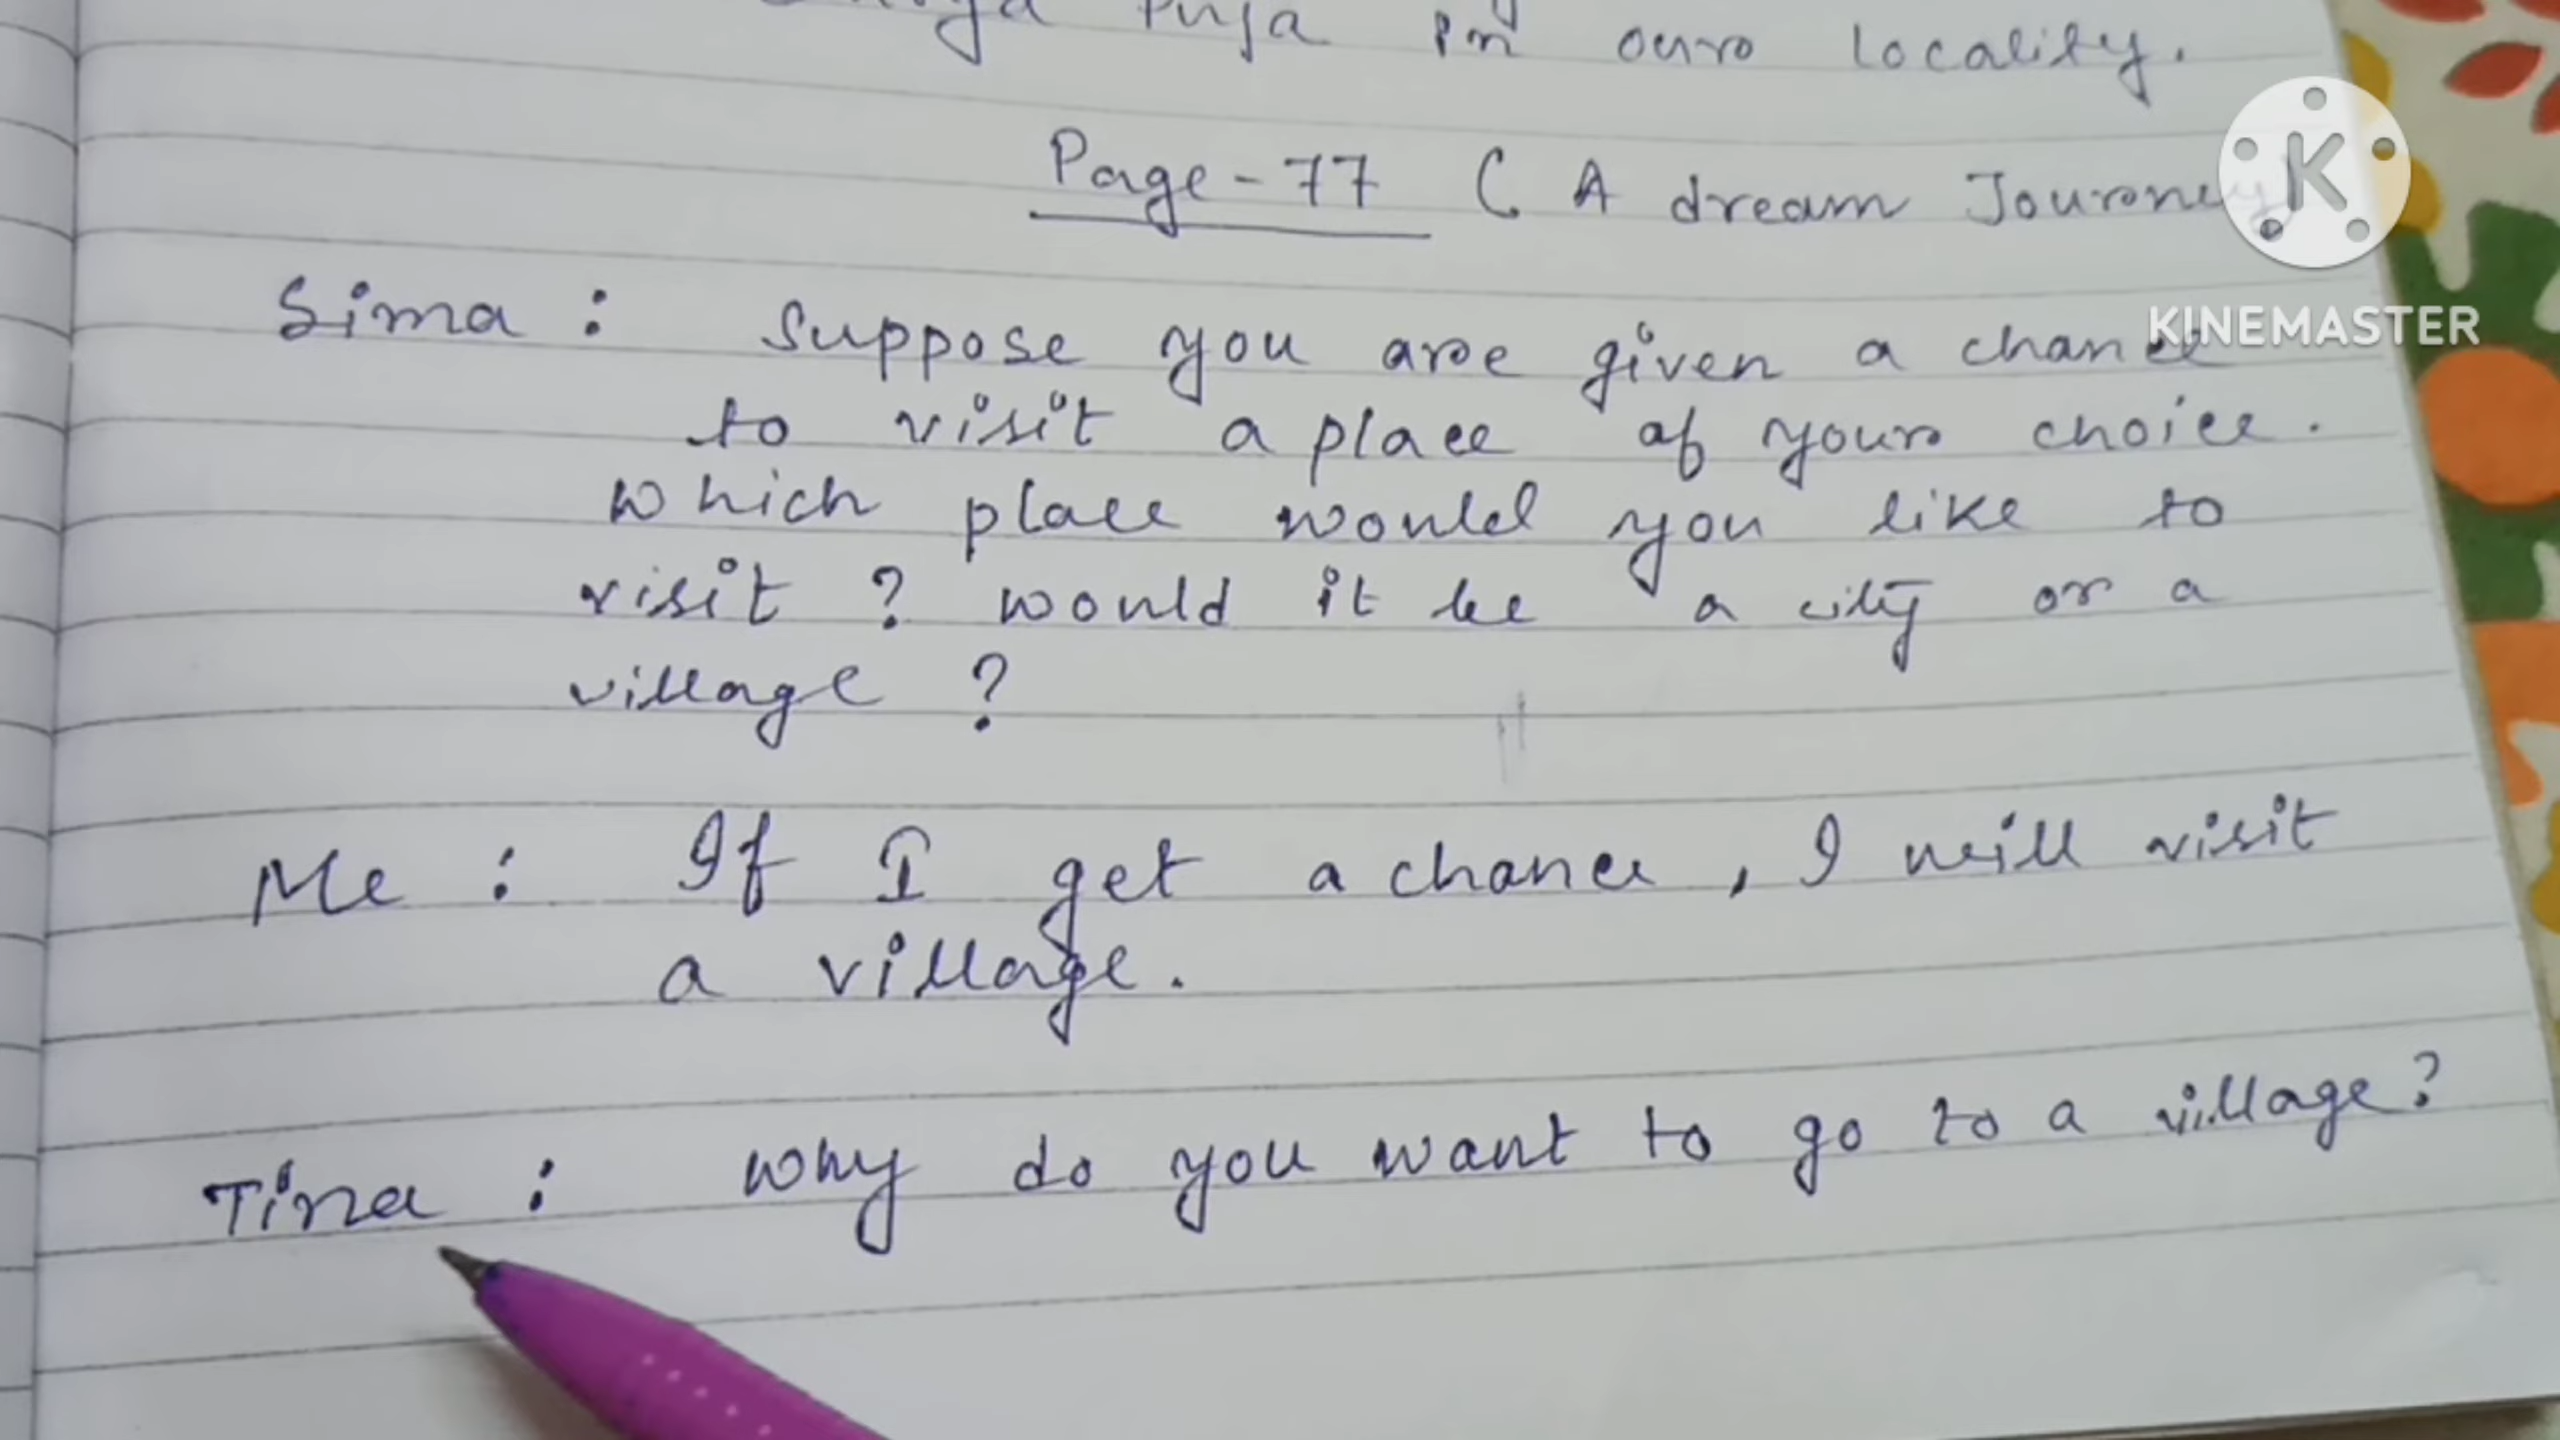 Puja in our locality.
Page-77 (A dream Journey)
Sima : Suppose you are given a chance
to visit a place of your choice.
which place would you like to
visit ? would it be a city or a
village ?
Me : If I get a chance, I will visit
a village.
Tina : why do you want to go to a village?
K
KINEMASTER